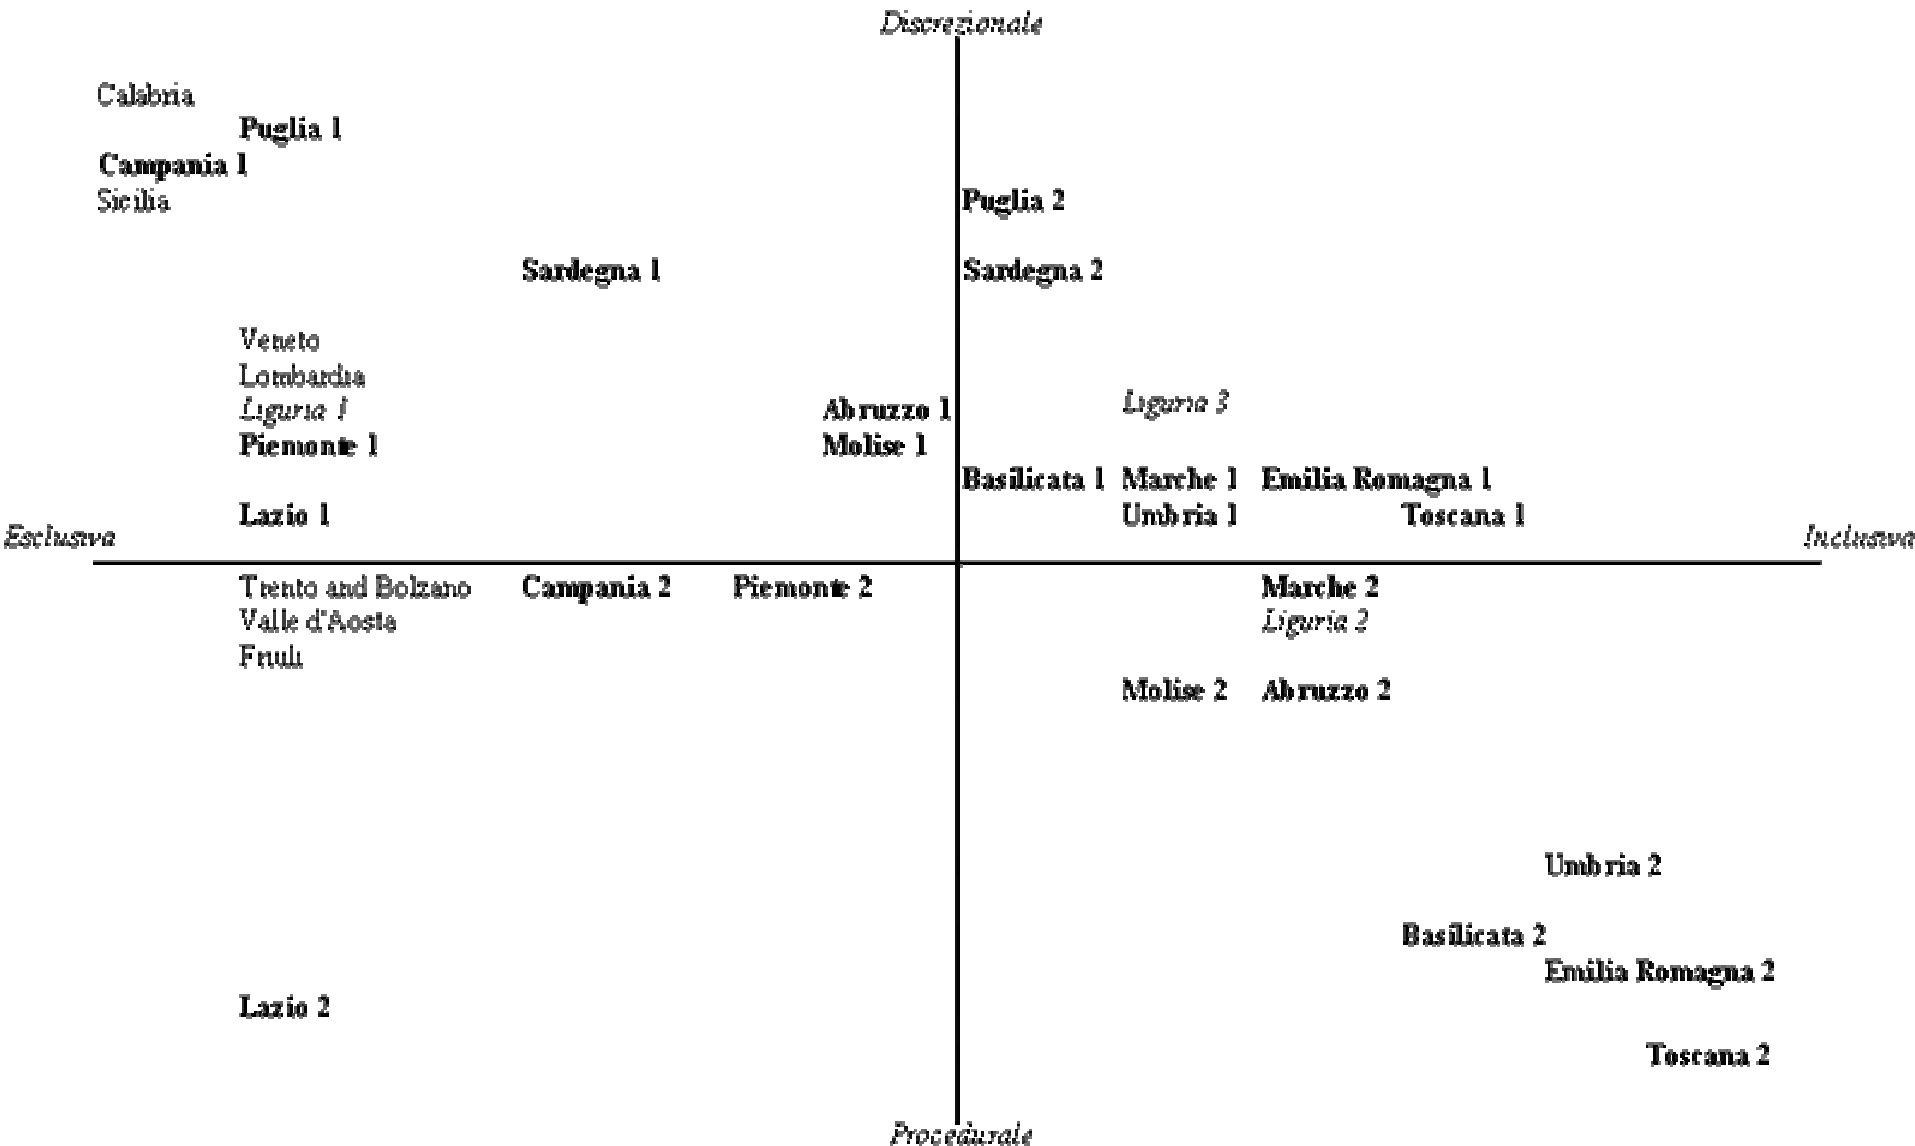 Discrezionale
Calabria
Puglia 1
Campania 1
Sicilia
Puglia 2
Sardegna 1 Sardegna 2
Veneto
Lombardia
Liguria 1 Abruzzo 1 Liguria 3
Piemonte 1 Molise 1
Basilicata 1 Marche 1 Emilia Romagna 1
Lazio 1 Umbria 1 Toscana 1
Esclusiva Inclusiva
Trento and Bolzano Campania 2 Piemonte 2 Marche 2
Valle d'Aosta Liguria 2
Friuli
Molise 2 Abruzzo 2
Umbria 2
Basilicata 2
Emilia Romagna 2
Lazio 2
Toscana 2
Procedurale